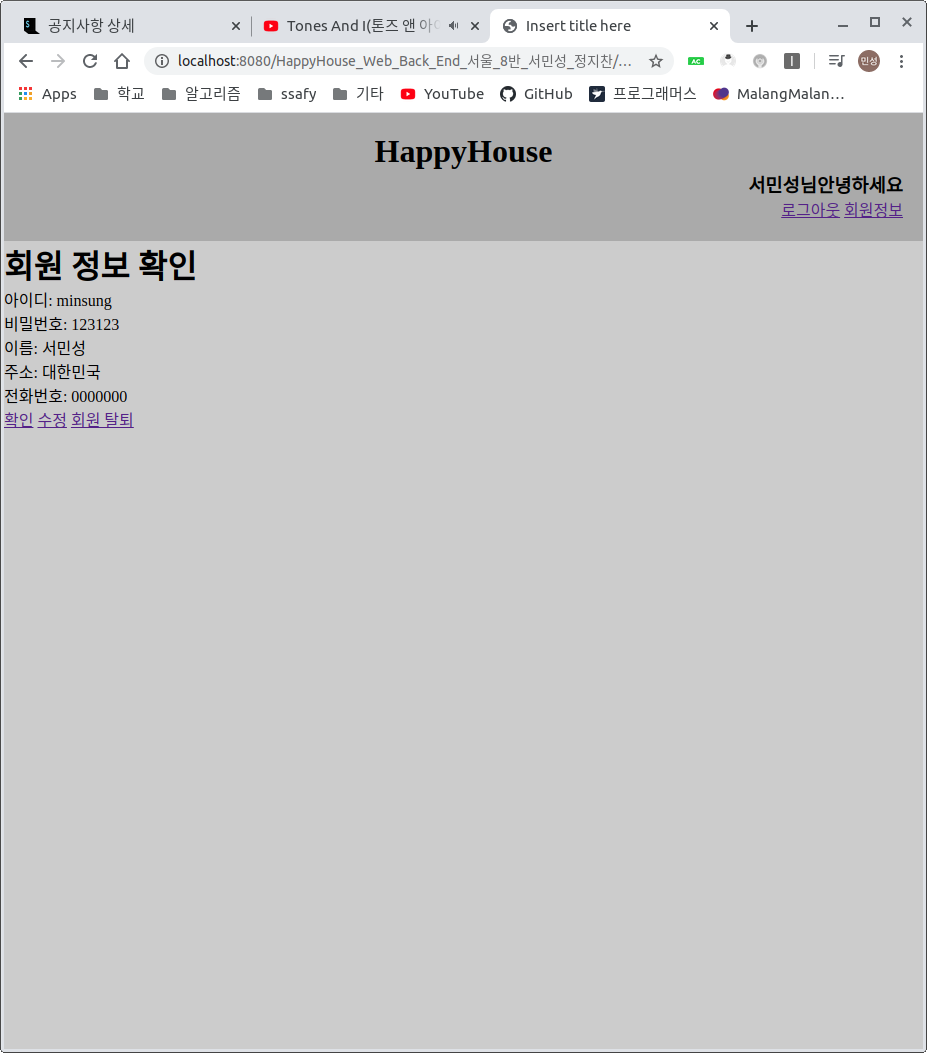 공지사항 상세
Tones And I(톤즈 앤
Insert title here
localhost:8080/HappyHouse_Web_Back_End_서울_8반_서민성_정지찬/...
AC
민성
Apps 학교 알고리즘 ssafy 기타 YouTube GitHub 프로그래머스 MalangMalan...
HappyHouse
서민성님안녕하세요
로그아웃 회원정보
회원 정보 확인
아이디: minsung
비밀번호: 123123
이름: 서민성
주소: 대한민국
전화번호: 0000000
확인 수정 회원 탈퇴